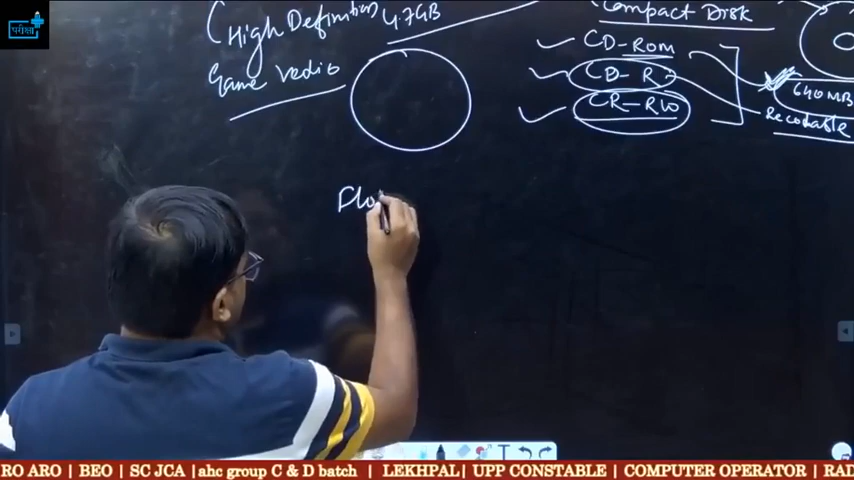 परीक्षा
(High Definition) 4.7GB
Game Vedio
Compact Disk
CD-Rom
CD-R
CR-RW
640MB
Recodable
Flo
RO ARO | BEO | SC JCA | ahc group C & D batch | LEKHPAL | UPP CONSTABLE | COMPUTER OPERATOR | RAD